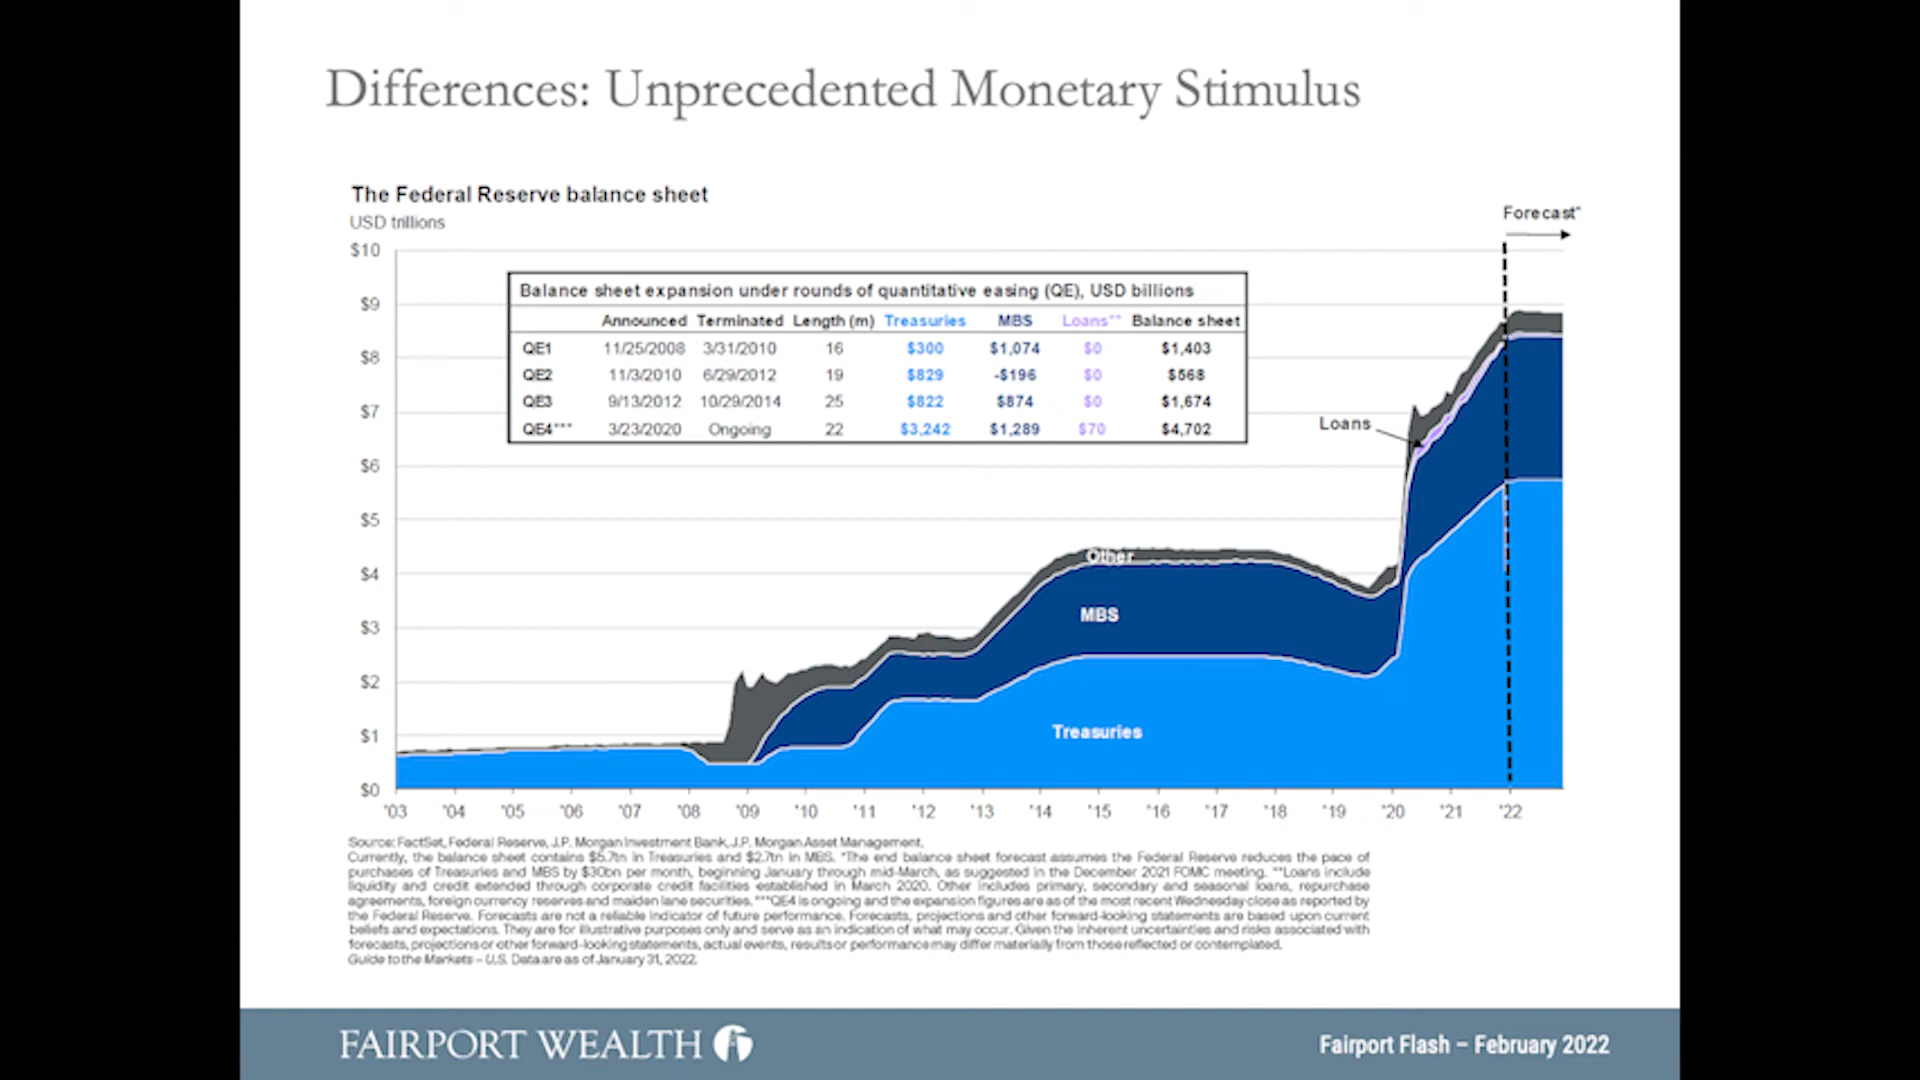 Differences: Unprecedented Monetary Stimulus
The Federal Reserve balance sheet
USD trillions
Forecast*
$10
$9
$8
$7
$6
$5
$4
$3
$2
$1
$0
Balance sheet expansion under rounds of quantitative easing (QE), USD billions
Announced Terminated Length (m) Treasuries MBS Loans** Balance sheet
QE1 11/25/2008 3/31/2010 16 $300 $1,074 $0 $1,403
QE2 11/3/2010 6/29/2012 19 $829 -$196 $0 $568
QE3 9/13/2012 10/29/2014 25 $822 $874 $0 $1,674
QE4*** 3/23/2020 Ongoing 22 $3,242 $1,289 $70 $4,702
Loans
Other
MBS
Treasuries
'03 '04 '05 '06 '07 '08 '09 '10 '11 '12 '13 '14 '15 '16 '17 '18 '19 '20 '21 '22
Source: FactSet, Federal Reserve, J.P. Morgan Investment Bank, J.P. Morgan Asset Management.
Currently, the balance sheet contains $5.7tn in Treasuries and $2.7tn in MBS. *The end balance sheet forecast assumes the Federal Reserve reduces the pace of
purchases of Treasuries and MBS by $30bn per month, beginning January through mid-March, as suggested in the December 2021 FOMC meeting. **Loans include
liquidity and credit extended through corporate credit facilities established in March 2020. Other includes primary, secondary and seasonal loans, repurchase
agreements, foreign currency reserves and maiden lane securities. ***QE4 is ongoing and the expansion figures are as of the most recent Wednesday close as reported by
the Federal Reserve. Forecasts are not a reliable indicator of future performance. Forecasts, projections and other forward-looking statements are based upon current
beliefs and expectations. They are for illustrative purposes only and serve as an indication of what may occur. Given the inherent uncertainties and risks associated with
forecasts, projections or other forward-looking statements, actual events, results or performance may differ materially from those reflected or contemplated.
Guide to the Markets – U.S. Data are as of January 31, 2022.
FAIRPORT WEALTH
Fairport Flash – February 2022